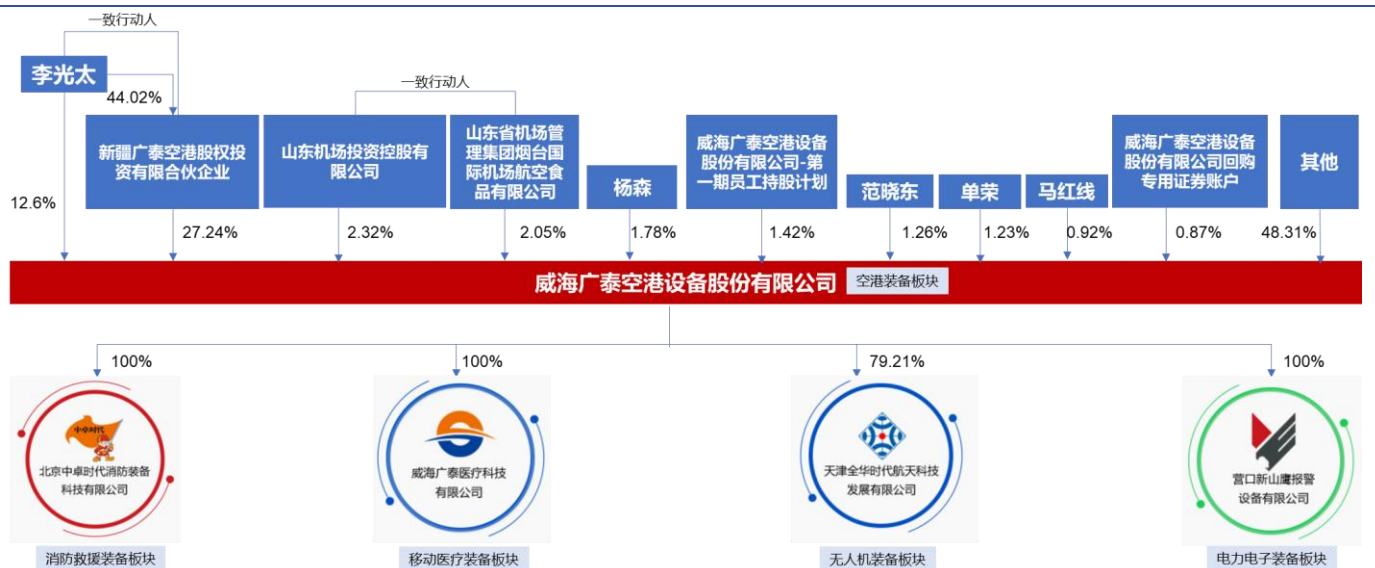 一致行动人
李光太
44.02%
一致行动人
新疆广泰空港股权投
资有限合伙企业
山东机场投资控股有
限公司
山东省机场管
理集团烟台国
际机场航空食
品有限公司
杨森
威海广泰空港设备
股份有限公司-第
一期员工持股计划
范晓东
单荣
马红线
威海广泰空港设备
股份有限公司回购
专用证券账户
其他
12.6%
27.24%
2.32%
2.05%
1.78%
1.42%
1.26%
1.23%
0.92%
0.87%
48.31%
威海广泰空港设备股份有限公司
空港装备板块
100%
100%
79.21%
100%
中卓时代
北京中卓时代消防装备
科技有限公司
威海广泰医疗科技
有限公司
天津全华时代航天科技
发展有限公司
营口新山鹰报警
设备有限公司
消防救援装备板块
移动医疗装备板块
无人机装备板块
电力电子装备板块